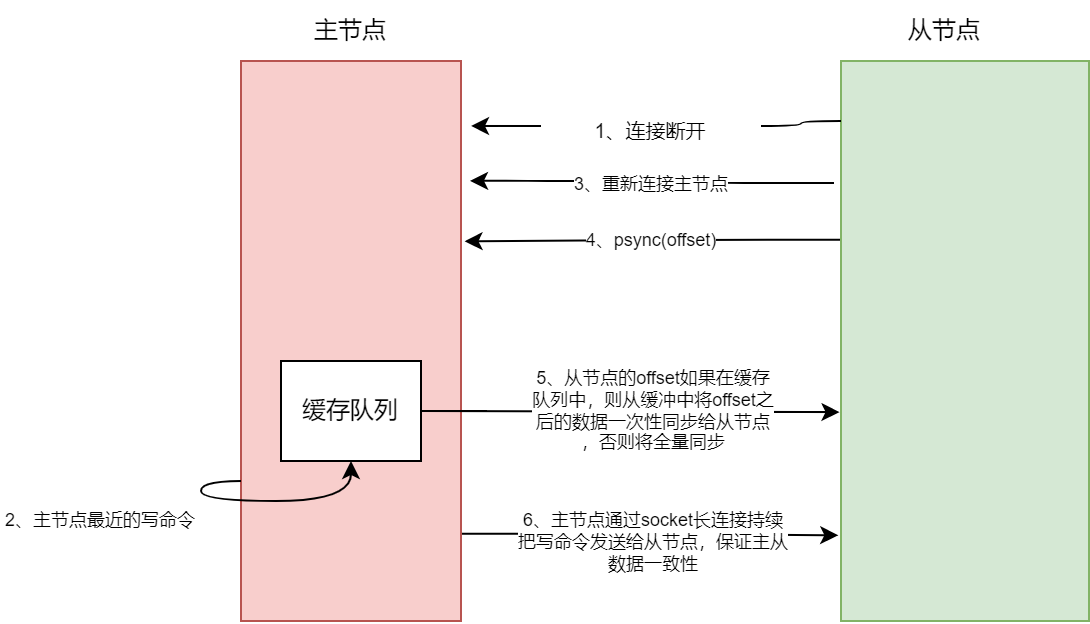 主节点
从节点
1、连接断开
3、重新连接主节点
4、psync(offset)
5、从节点的offset如果在缓存
队列中，则从缓冲中将offset之
后的数据一次性同步给从节点
，否则将全量同步
缓存队列
2、主节点最近的写命令
6、主节点通过socket长连接持续
把写命令发送给从节点，保证主从
数据一致性